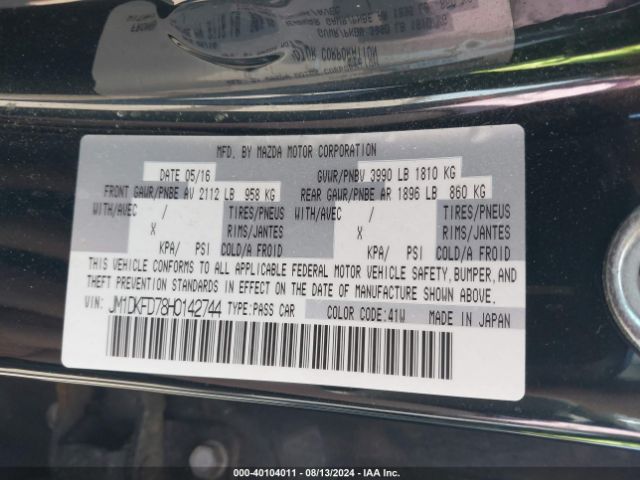 MFD. BY MAZDA MOTOR CORPORATION
DATE 05/16 GVWR/PNBV 3990 LB 1810 KG
FRONT GAWR/PNBE AV 2112 LB 958 KG REAR GAWR/PNBE AR 1896 LB 860 KG
WITH/AVEC / TIRES/PNEUS WITH/AVEC / TIRES/PNEUS
X RIMS/JANTES X RIMS/JANTES
KPA/ PSI COLD/A FROID KPA/ PSI COLD/A FROID
THIS VEHICLE CONFORMS TO ALL APPLICABLE FEDERAL MOTOR VEHICLE SAFETY, BUMPER, AND
THEFT PREVENTION STANDARDS IN EFFECT ON THE DATE OF MANUFACTURE SHOWN ABOVE.
VIN: JM1DKFD78H0142744 TYPE:PASS CAR COLOR CODE:41W MADE IN JAPAN
000-40104011 - 08/13/2024 - IAA Inc.